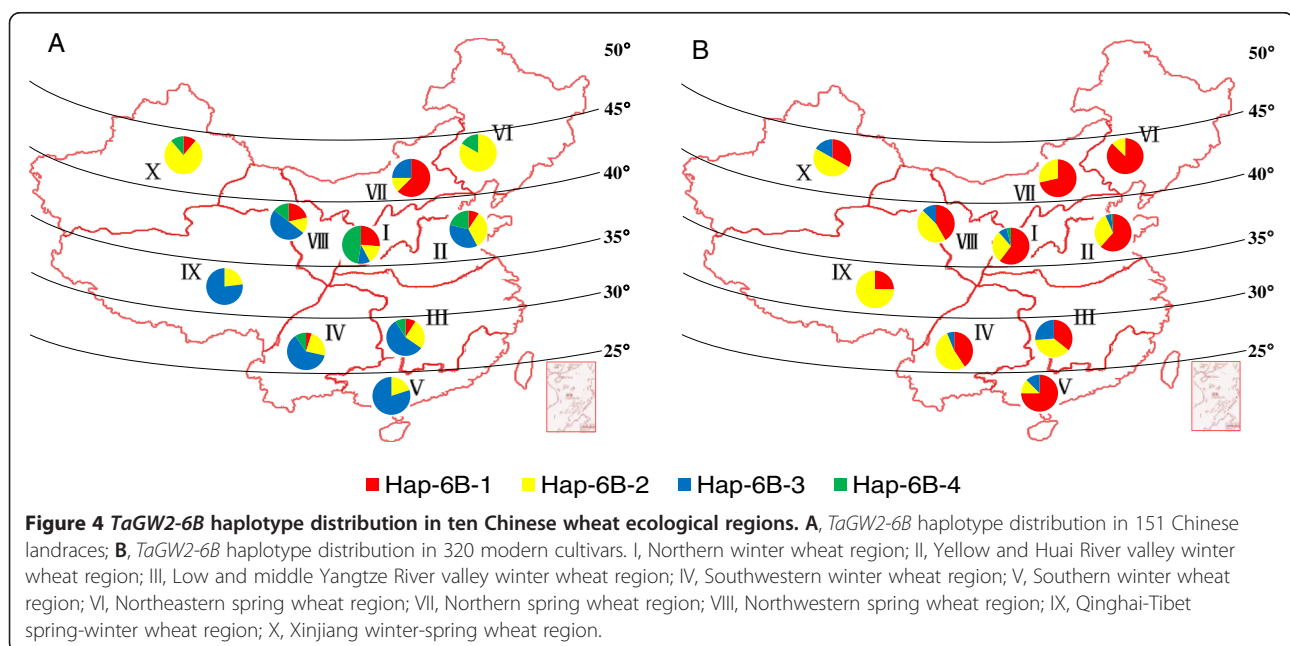 A
B
50°
45°
40°
35°
30°
25°
X
VI
VII
VIII
I
II
IX
IV
III
V
50°
45°
40°
35°
30°
25°
X
VI
VII
VIII
I
II
IX
IV
III
V
Hap-6B-1 Hap-6B-2 Hap-6B-3 Hap-6B-4
Figure 4 TaGW2-6B haplotype distribution in ten Chinese wheat ecological regions. A, TaGW2-6B haplotype distribution in 151 Chinese
landraces; B, TaGW2-6B haplotype distribution in 320 modern cultivars. I, Northern winter wheat region; II, Yellow and Huai River valley winter
wheat region; III, Low and middle Yangtze River valley winter wheat region; IV, Southwestern winter wheat region; V, Southern winter wheat
region; VI, Northeastern spring wheat region; VII, Northern spring wheat region; VIII, Northwestern spring wheat region; IX, Qinghai-Tibet
spring-winter wheat region; X, Xinjiang winter-spring wheat region.